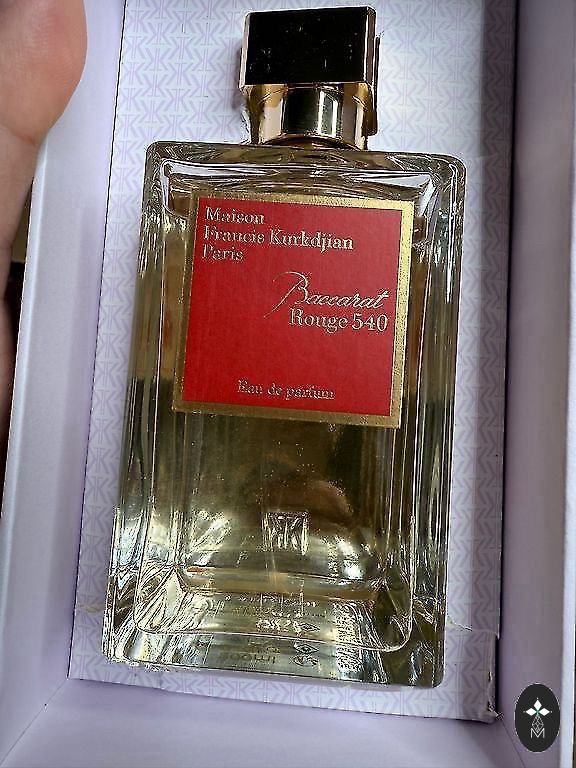 Maison
Francis Kurkdjian
Paris
Baccarat
Rouge 540
Eau de parfum
M